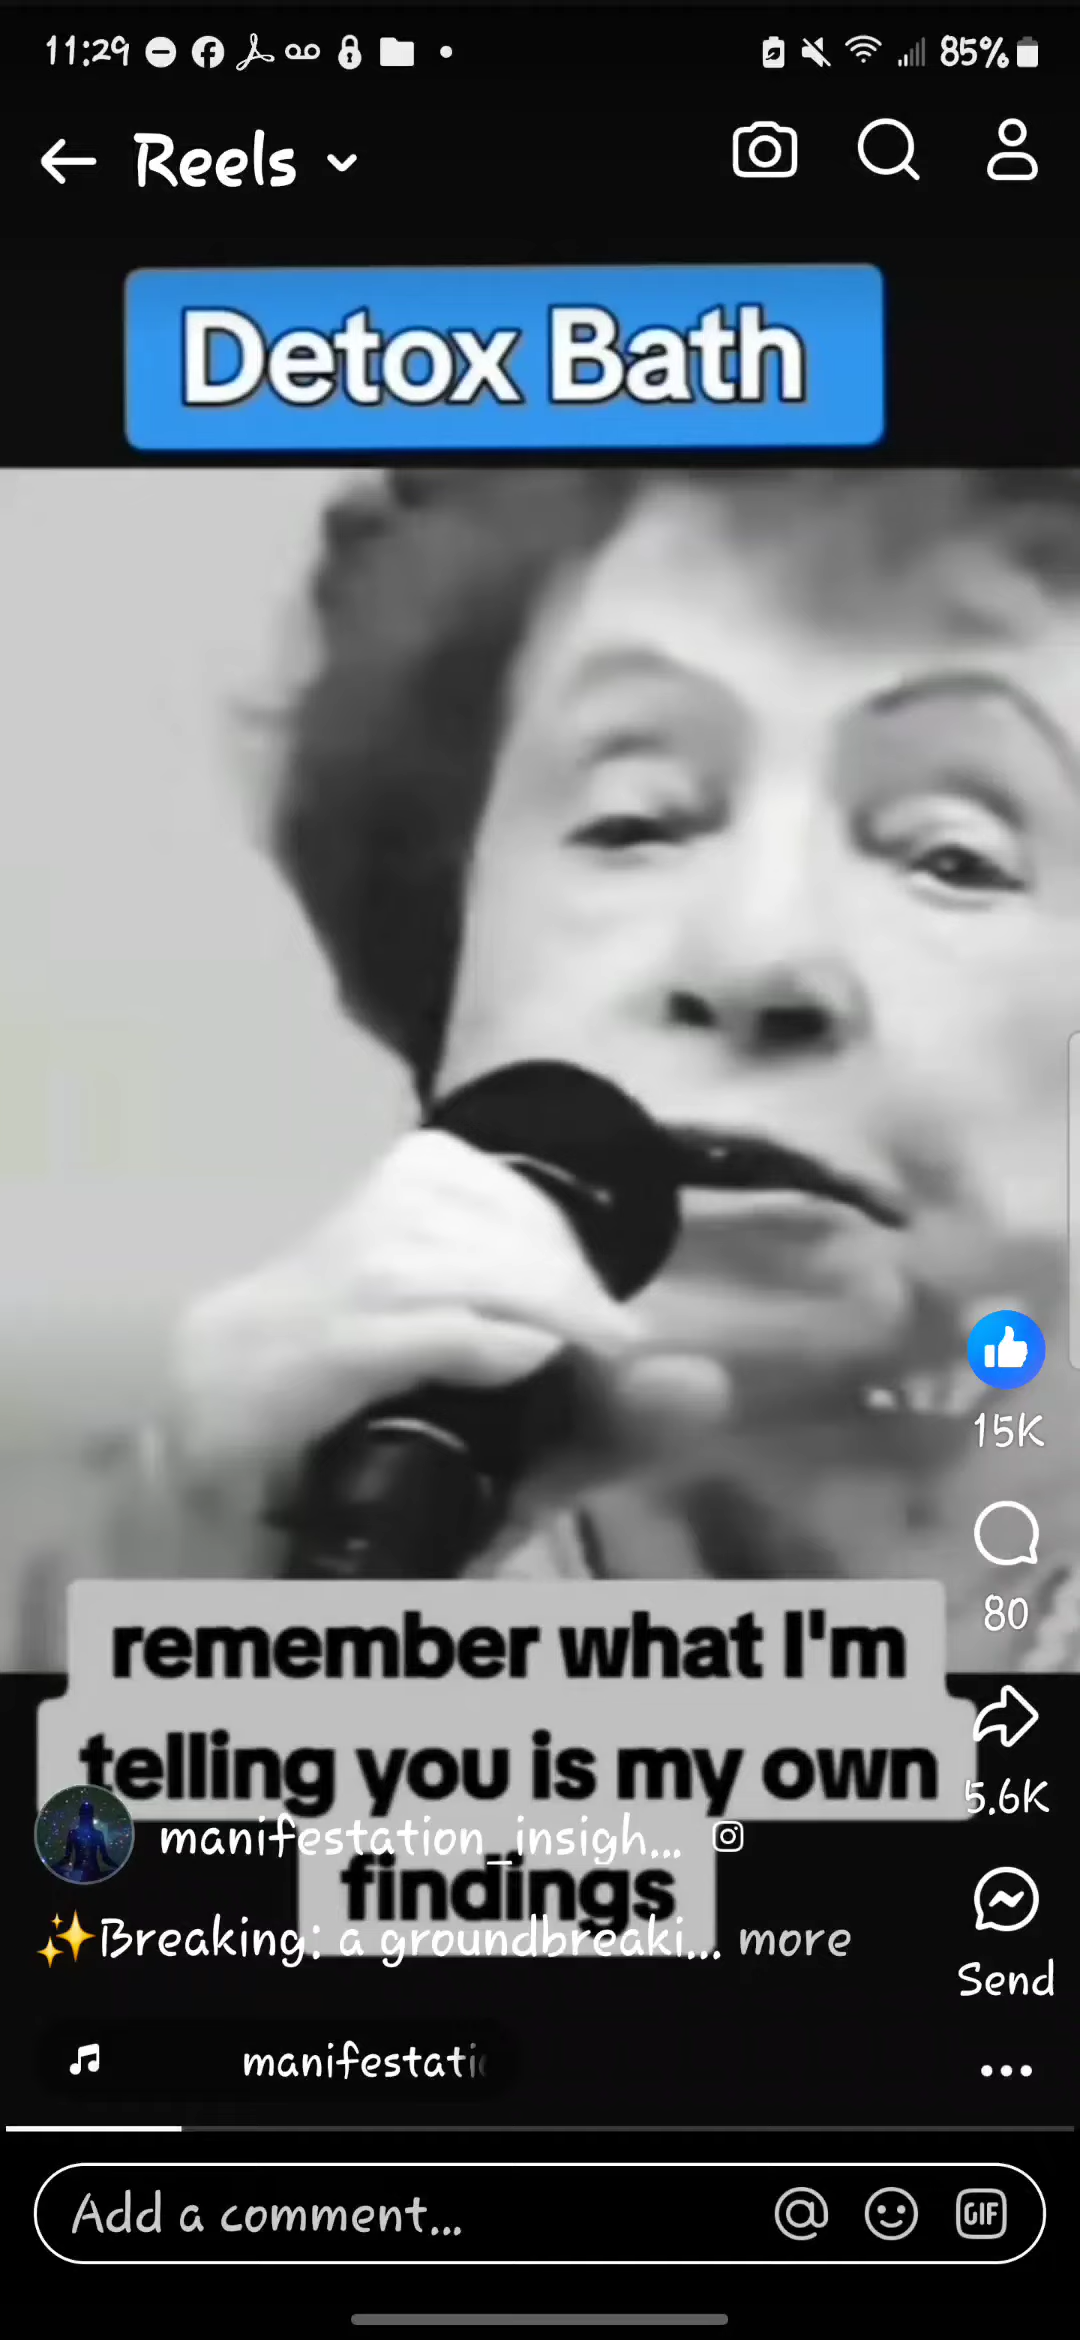 11:29
85%
Reels
Detox Bath
remember what I'm
telling you is my own
findings
15K
80
5.6K
Send
manifestation_insigh...
✨Breaking: a groundbreaki... more
manifestati
Add a comment...
GIF